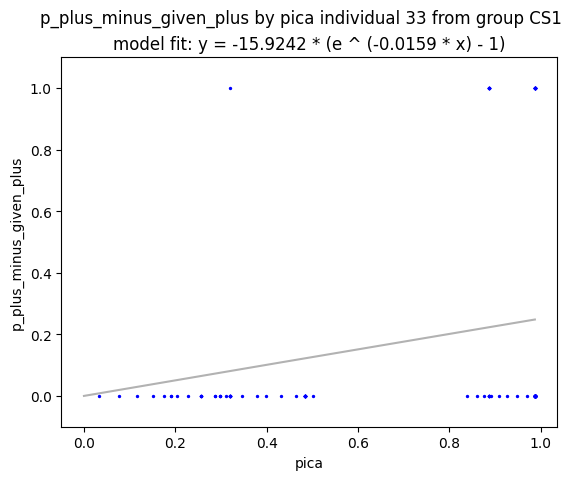 p_plus_minus_given_plus by pica individual 33 from group CS1
model fit: y = -15.9242 * (e ^ (-0.0159 * x) - 1)
1.0
0.8
0.6
0.4
0.2
0.0
p_plus_minus_given_plus
0.0 0.2 0.4 0.6 0.8 1.0
pica